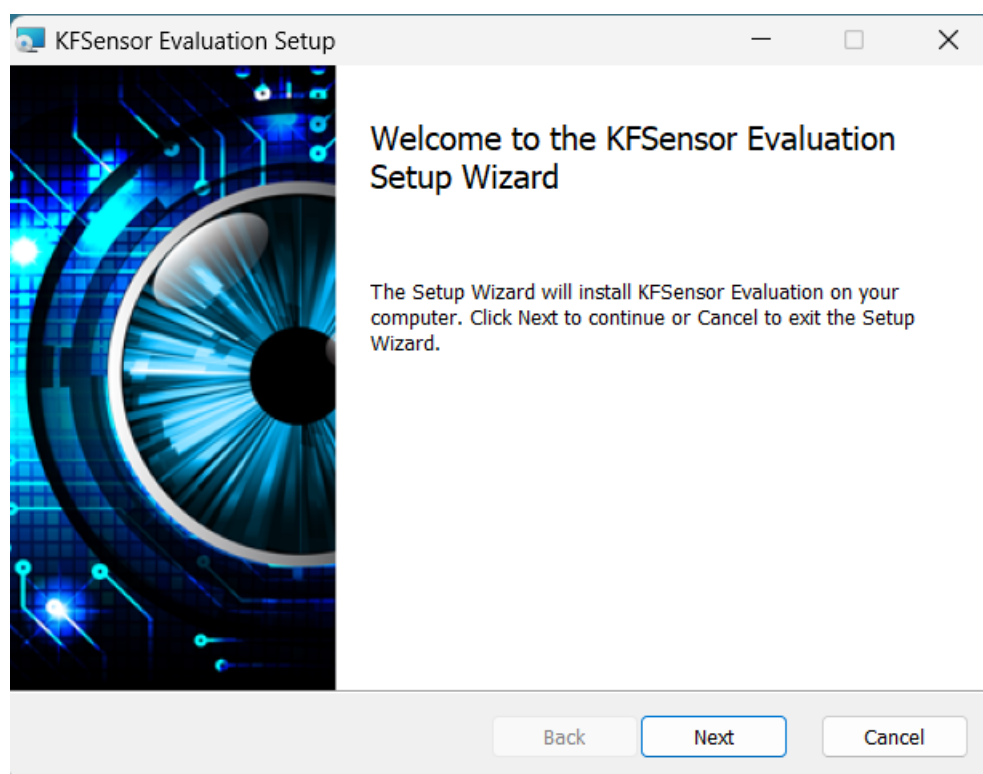 KFSensor Evaluation Setup
Welcome to the KFSensor Evaluation
Setup Wizard
The Setup Wizard will install KFSensor Evaluation on your
computer. Click Next to continue or Cancel to exit the Setup
Wizard.
Back Next Cancel